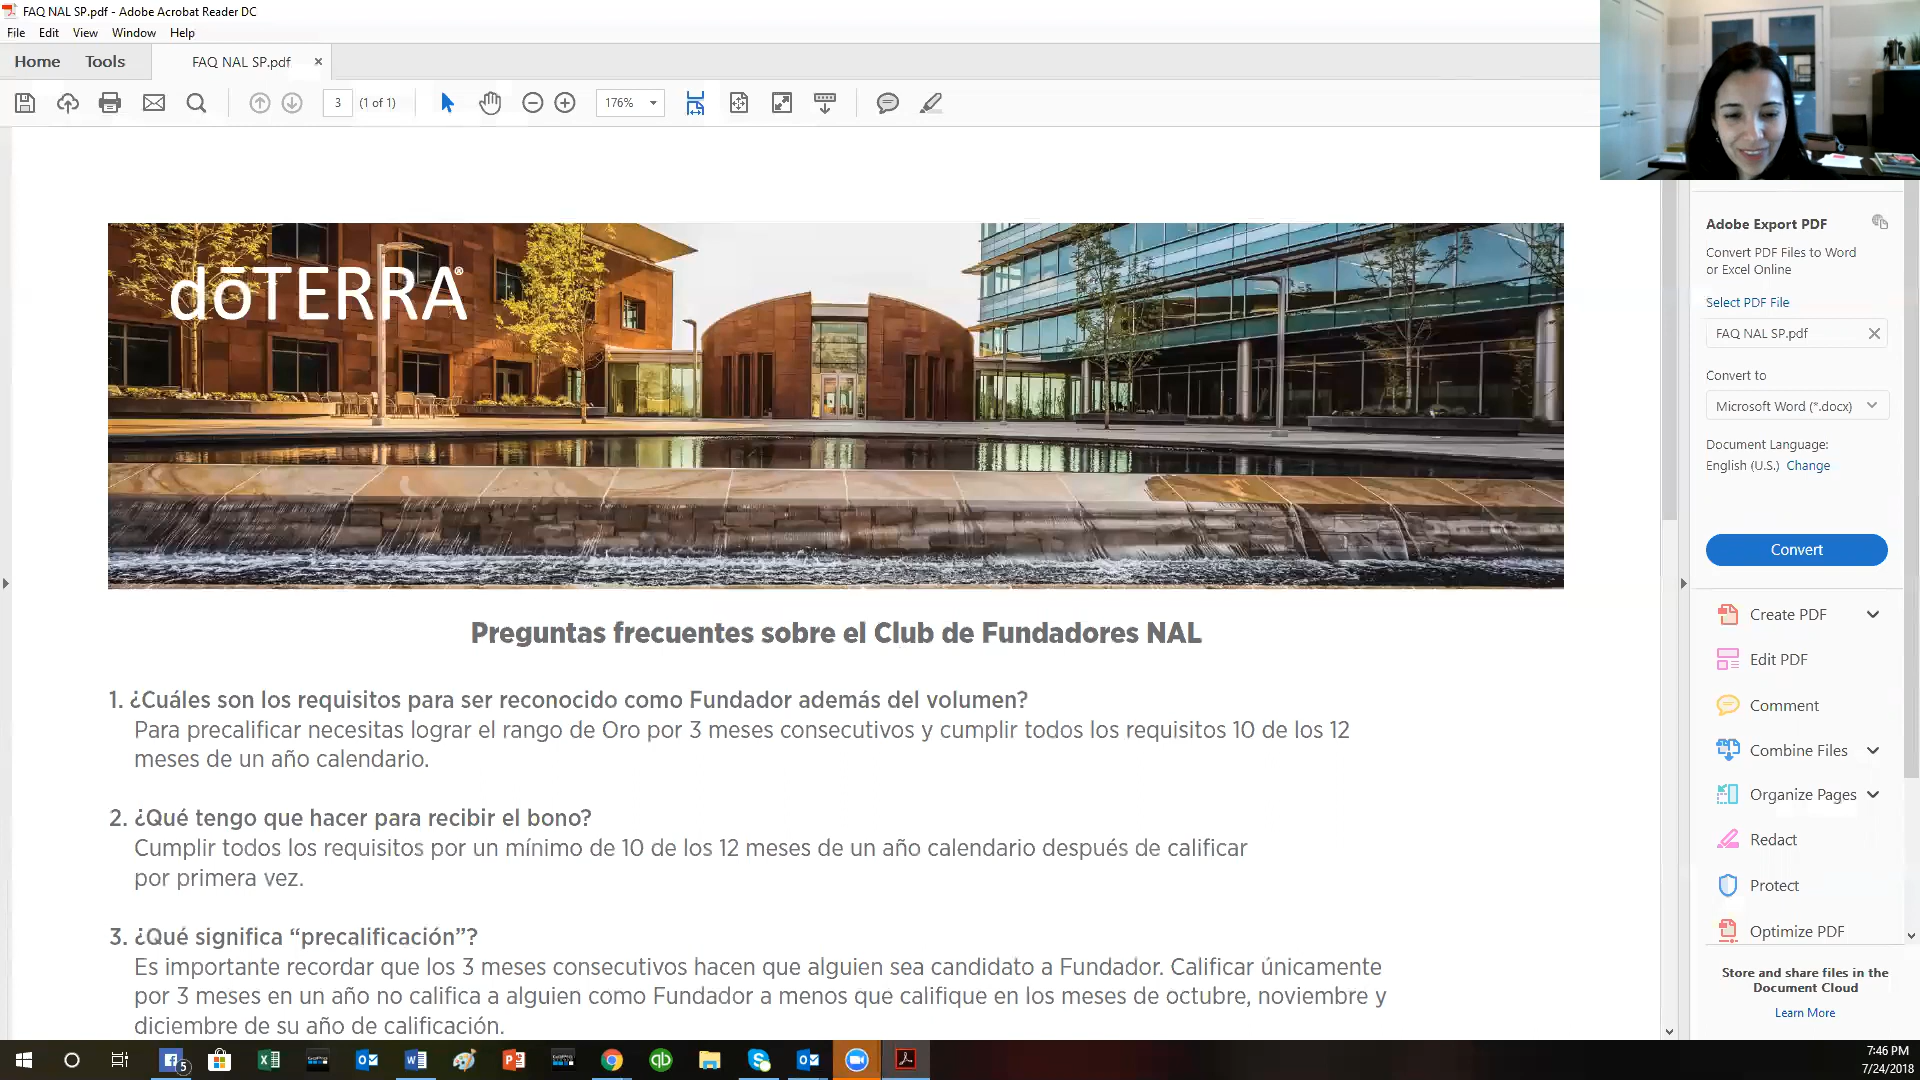 FAQ NAL SP.pdf - Adobe Acrobat Reader DC
File Edit View Window Help
Home Tools FAQ NAL SP.pdf
3 (1 of 1) 176%
dōTERRA®
Preguntas frecuentes sobre el Club de Fundadores NAL
1. ¿Cuáles son los requisitos para ser reconocido como Fundador además del volumen?
Para precalificar necesitas lograr el rango de Oro por 3 meses consecutivos y cumplir todos los requisitos 10 de los 12
meses de un año calendario.
2. ¿Qué tengo que hacer para recibir el bono?
Cumplir todos los requisitos por un mínimo de 10 de los 12 meses de un año calendario después de calificar
por primera vez.
3. ¿Qué significa “precalificación”?
Es importante recordar que los 3 meses consecutivos hacen que alguien sea candidato a Fundador. Calificar únicamente
por 3 meses en un año no califica a alguien como Fundador a menos que califique en los meses de octubre, noviembre y
diciembre de su año de calificación.
Adobe Export PDF
Convert PDF Files to Word
or Excel Online
Select PDF File
FAQ NAL SP.pdf
Convert to
Microsoft Word (*.docx)
Document Language:
English (U.S.) Change
Convert
Create PDF
Edit PDF
Comment
Combine Files
Organize Pages
Redact
Protect
Optimize PDF
Store and share files in the
Document Cloud
Learn More
5
7:46 PM
7/24/2018